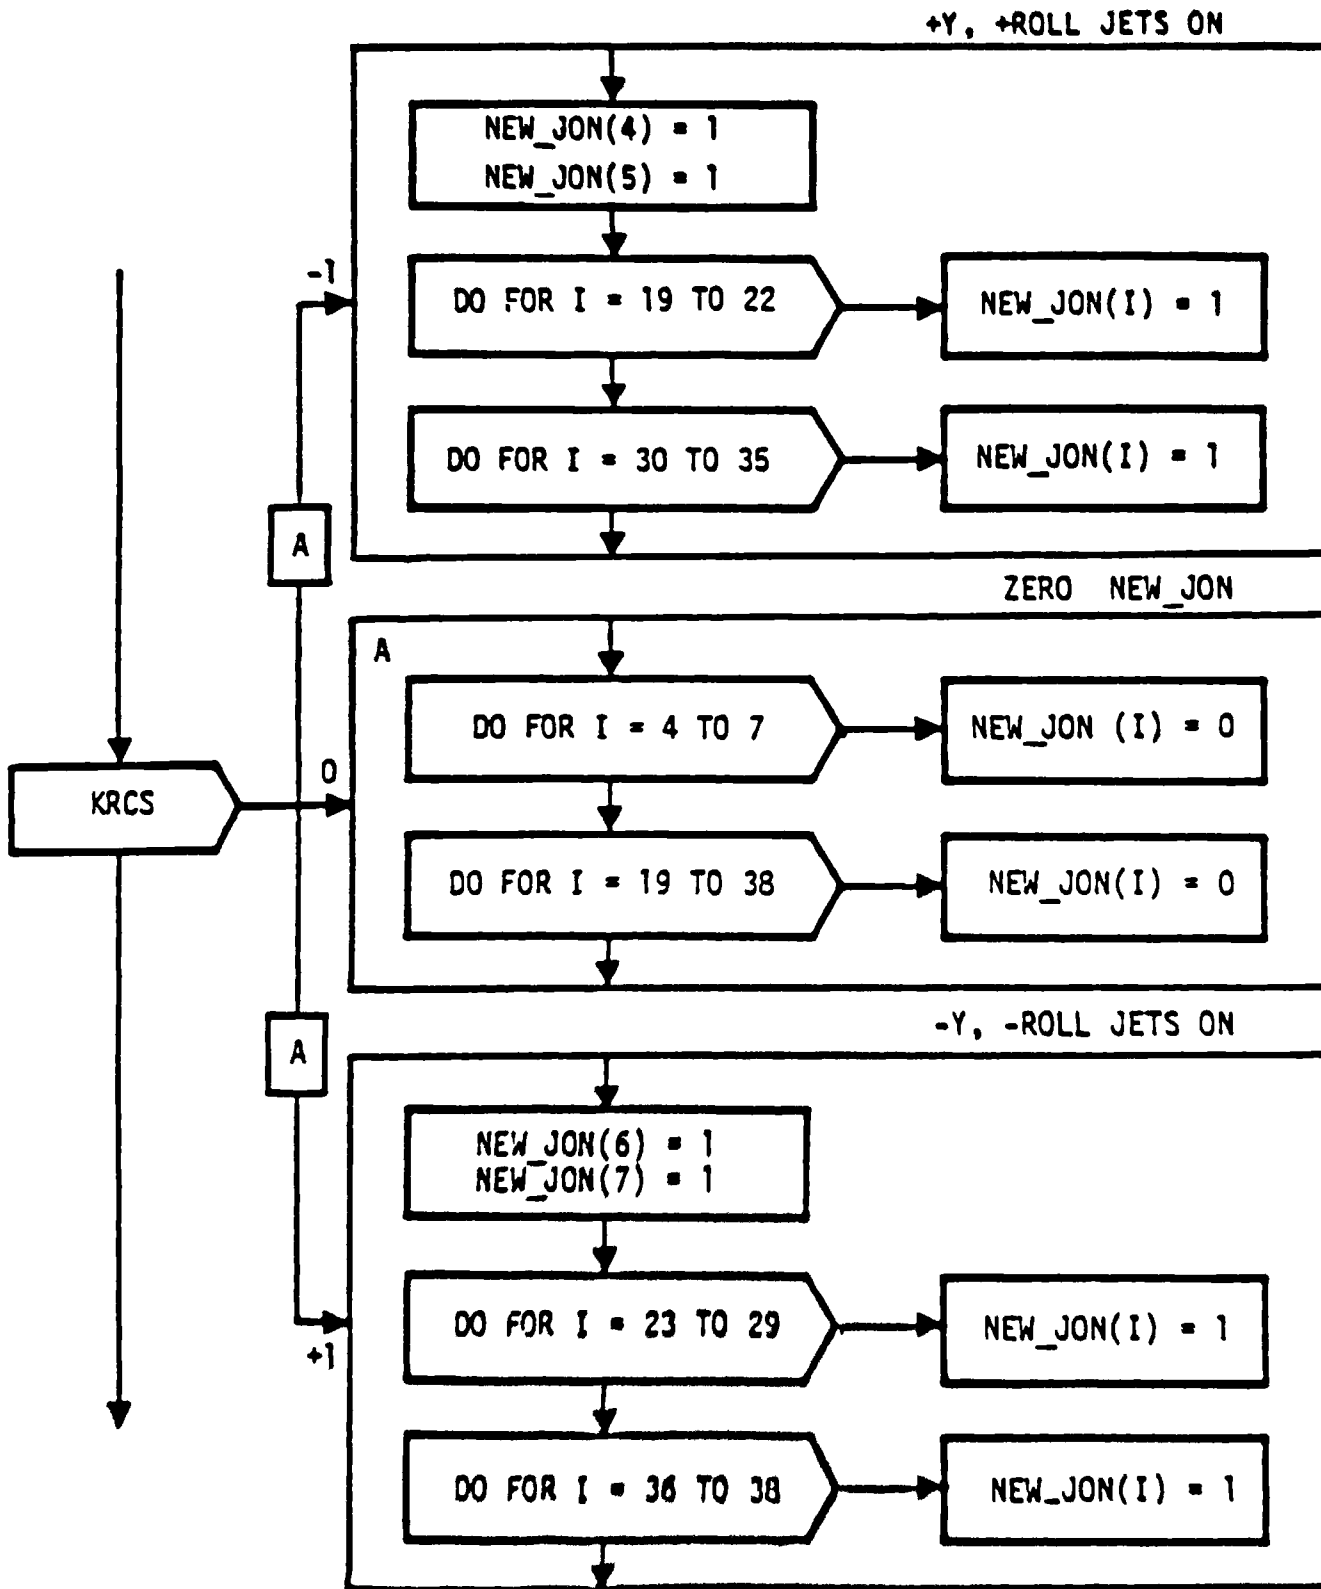 +Y, +ROLL JETS ON
NEW_JON(4) = 1
NEW_JON(5) = 1
-1
DO FOR I = 19 TO 22
NEW_JON(I) = 1
DO FOR I = 30 TO 35
NEW_JON(I) = 1
A
ZERO NEW_JON
A
DO FOR I = 4 TO 7
NEW_JON (I) = 0
0
KRCS
DO FOR I = 19 TO 38
NEW_JON(I) = 0
A
-Y, -ROLL JETS ON
NEW_JON(6) = 1
NEW_JON(7) = 1
+1
DO FOR I = 23 TO 29
NEW_JON(I) = 1
DO FOR I = 36 TO 38
NEW_JON(I) = 1